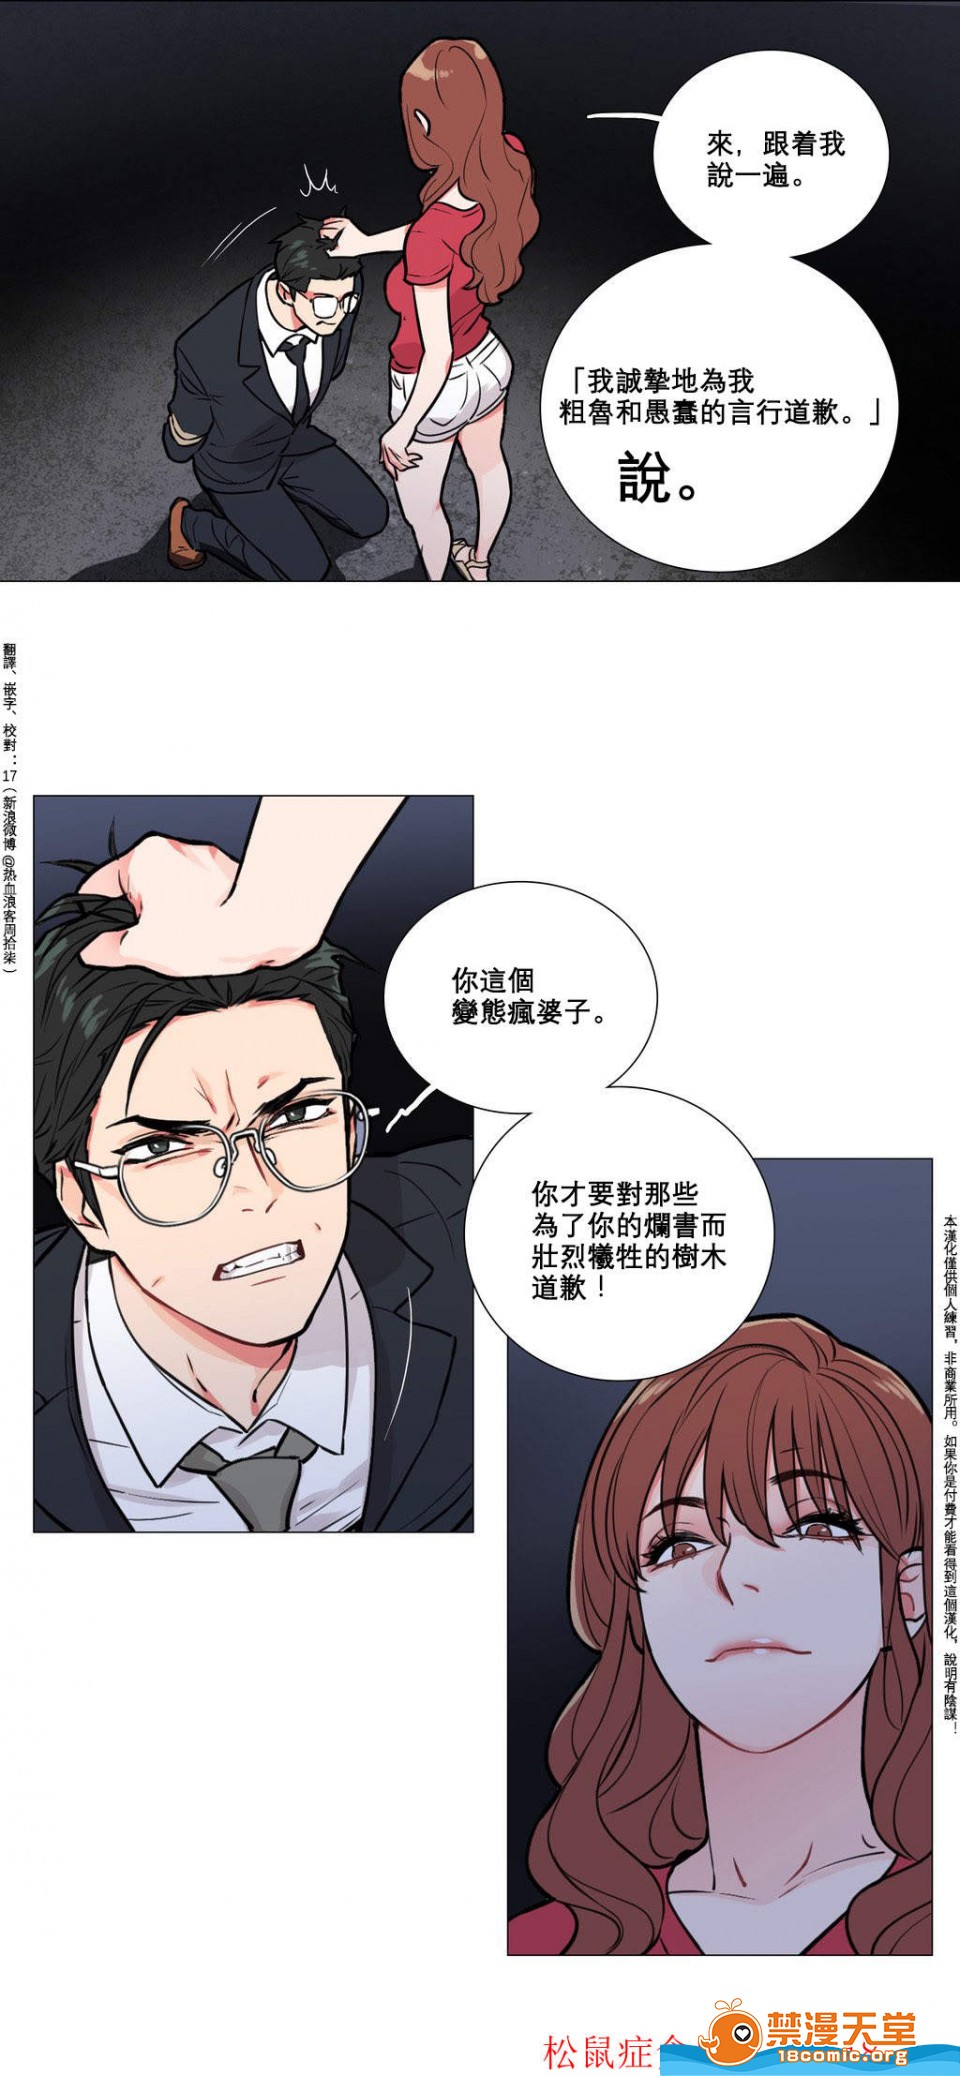 來，跟着我
說一遍。
「我誠摯地為我
粗魯和愚蠢的言行道歉。」
說。
翻譯、嵌字、校對：17（新浪微博@热血浪客周拾柒）
你這個
變態瘋婆子。
你才要對那些
為了你的爛書而
壯烈犧牲的樹木
道歉！
本漢化僅供個人練習，非商業所用。如果你是付費才能看得到這個漢化，說明有陰謀！
松鼠症
禁漫天堂
18comic.org